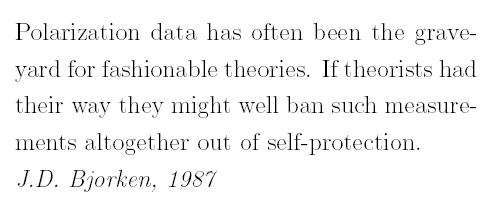 Polarization data has often been the grave-
yard for fashionable theories. If theorists had
their way they might well ban such measure-
ments altogether out of self-protection.
J.D. Bjorken, 1987